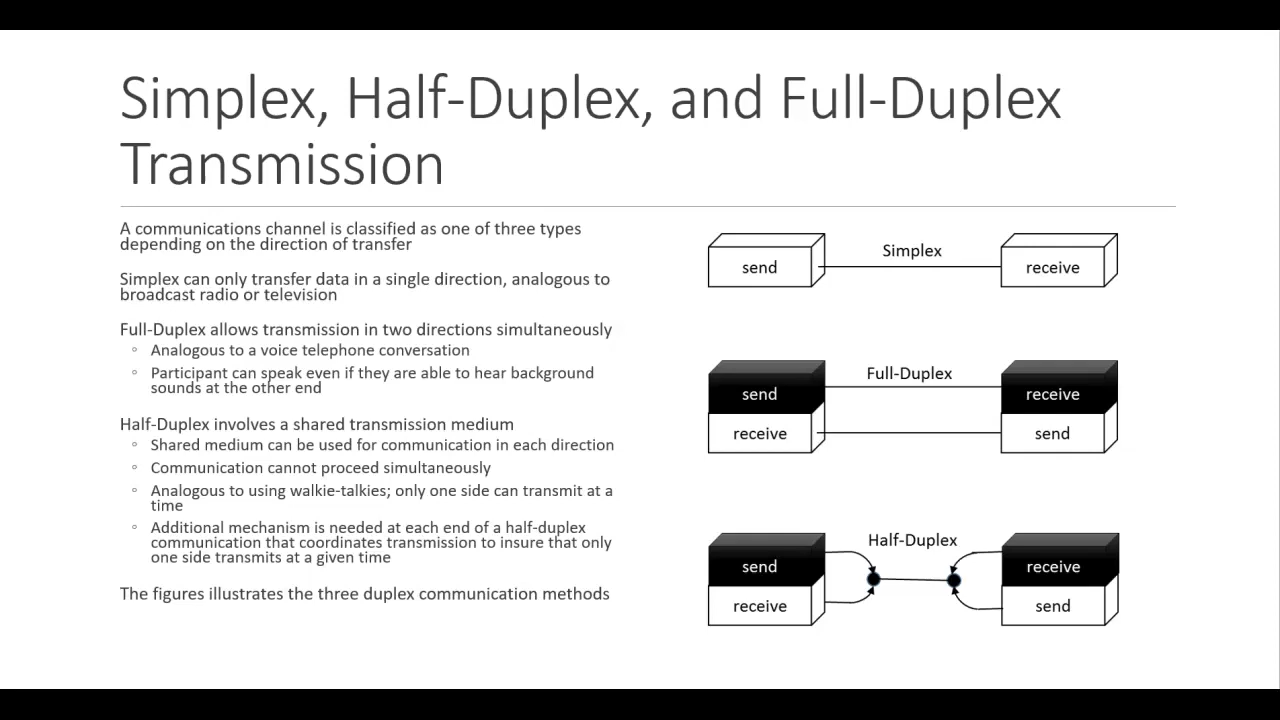 Simplex, Half-Duplex, and Full-Duplex
Transmission
A communications channel is classified as one of three types
depending on the direction of transfer
Simplex can only transfer data in a single direction, analogous to
broadcast radio or television
Full-Duplex allows transmission in two directions simultaneously
◦ Analogous to a voice telephone conversation
◦ Participant can speak even if they are able to hear background
sounds at the other end
Half-Duplex involves a shared transmission medium
◦ Shared medium can be used for communication in each direction
◦ Communication cannot proceed simultaneously
◦ Analogous to using walkie-talkies; only one side can transmit at a
time
◦ Additional mechanism is needed at each end of a half-duplex
communication that coordinates transmission to insure that only
one side transmits at a given time
The figures illustrates the three duplex communication methods
Simplex
send
receive
Full-Duplex
send
receive
receive
send
Half-Duplex
send
receive
receive
send